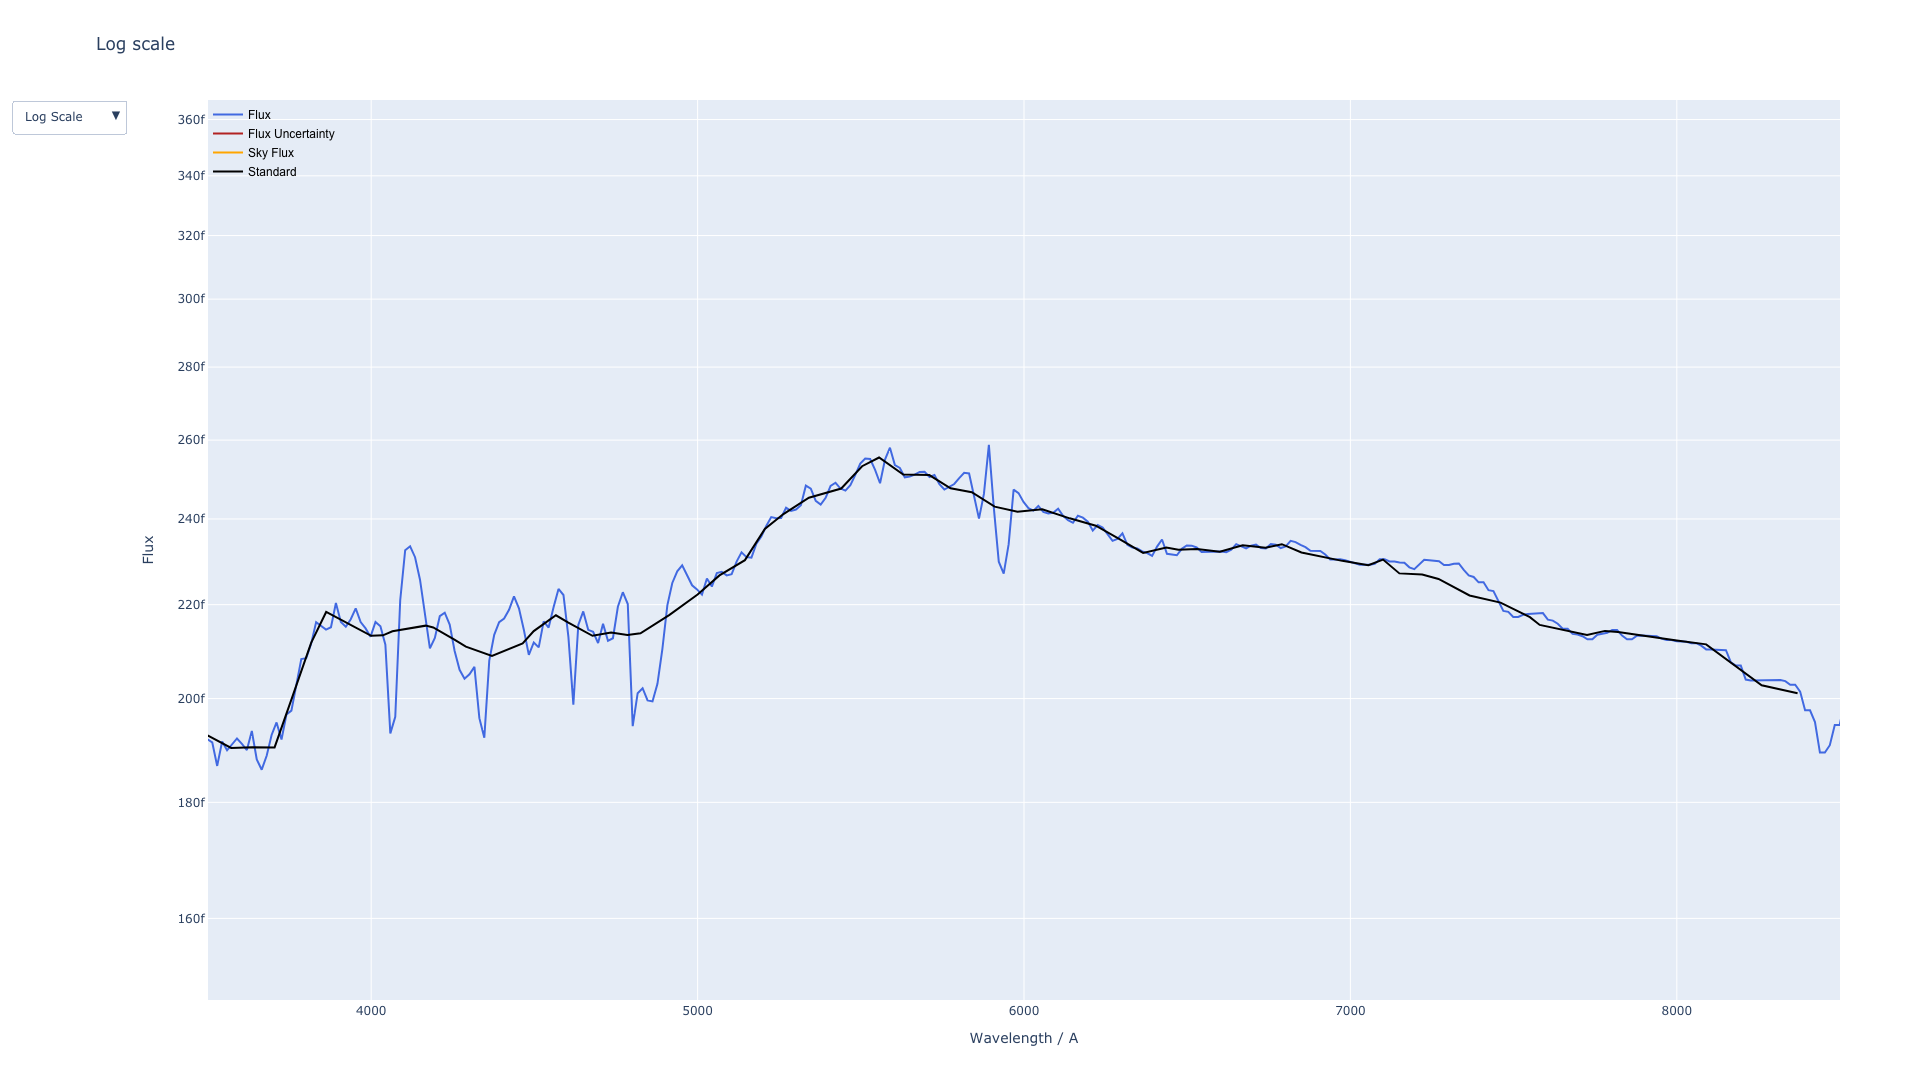 Log scale
Log Scale ▼
Flux
Flux Uncertainty
Sky Flux
Standard
360f
340f
320f
300f
280f
260f
240f
220f
200f
180f
160f
Flux
4000 5000 6000 7000 8000
Wavelength / A